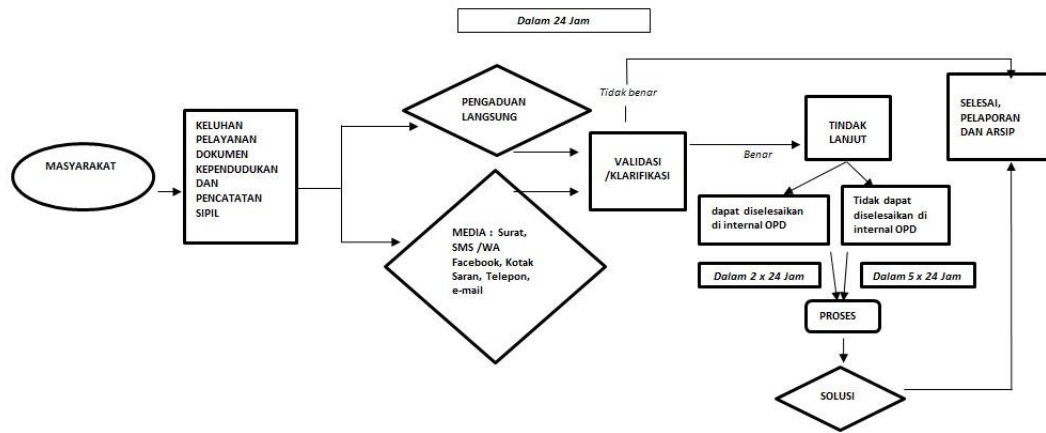 Dalam 24 Jam
MASYARAKAT
KELUHAN
PELAYANAN
DOKUMEN
KEPENDUDUKAN
DAN
PENCATATAN
SIPIL
PENGADUAN
LANGSUNG
MEDIA : Surat,
SMS /WA
Facebook, Kotak
Saran, Telepon,
e-mail
Tidak benar
VALIDASI
/KLARIFIKASI
Benar
TINDAK
LANJUT
SELESAI,
PELAPORAN
DAN ARSIP
dapat diselesaikan
di internal OPD
Tidak dapat
diselesaikan di
internal OPD
Dalam 2 x 24 Jam
Dalam 5 x 24 Jam
PROSES
SOLUSI